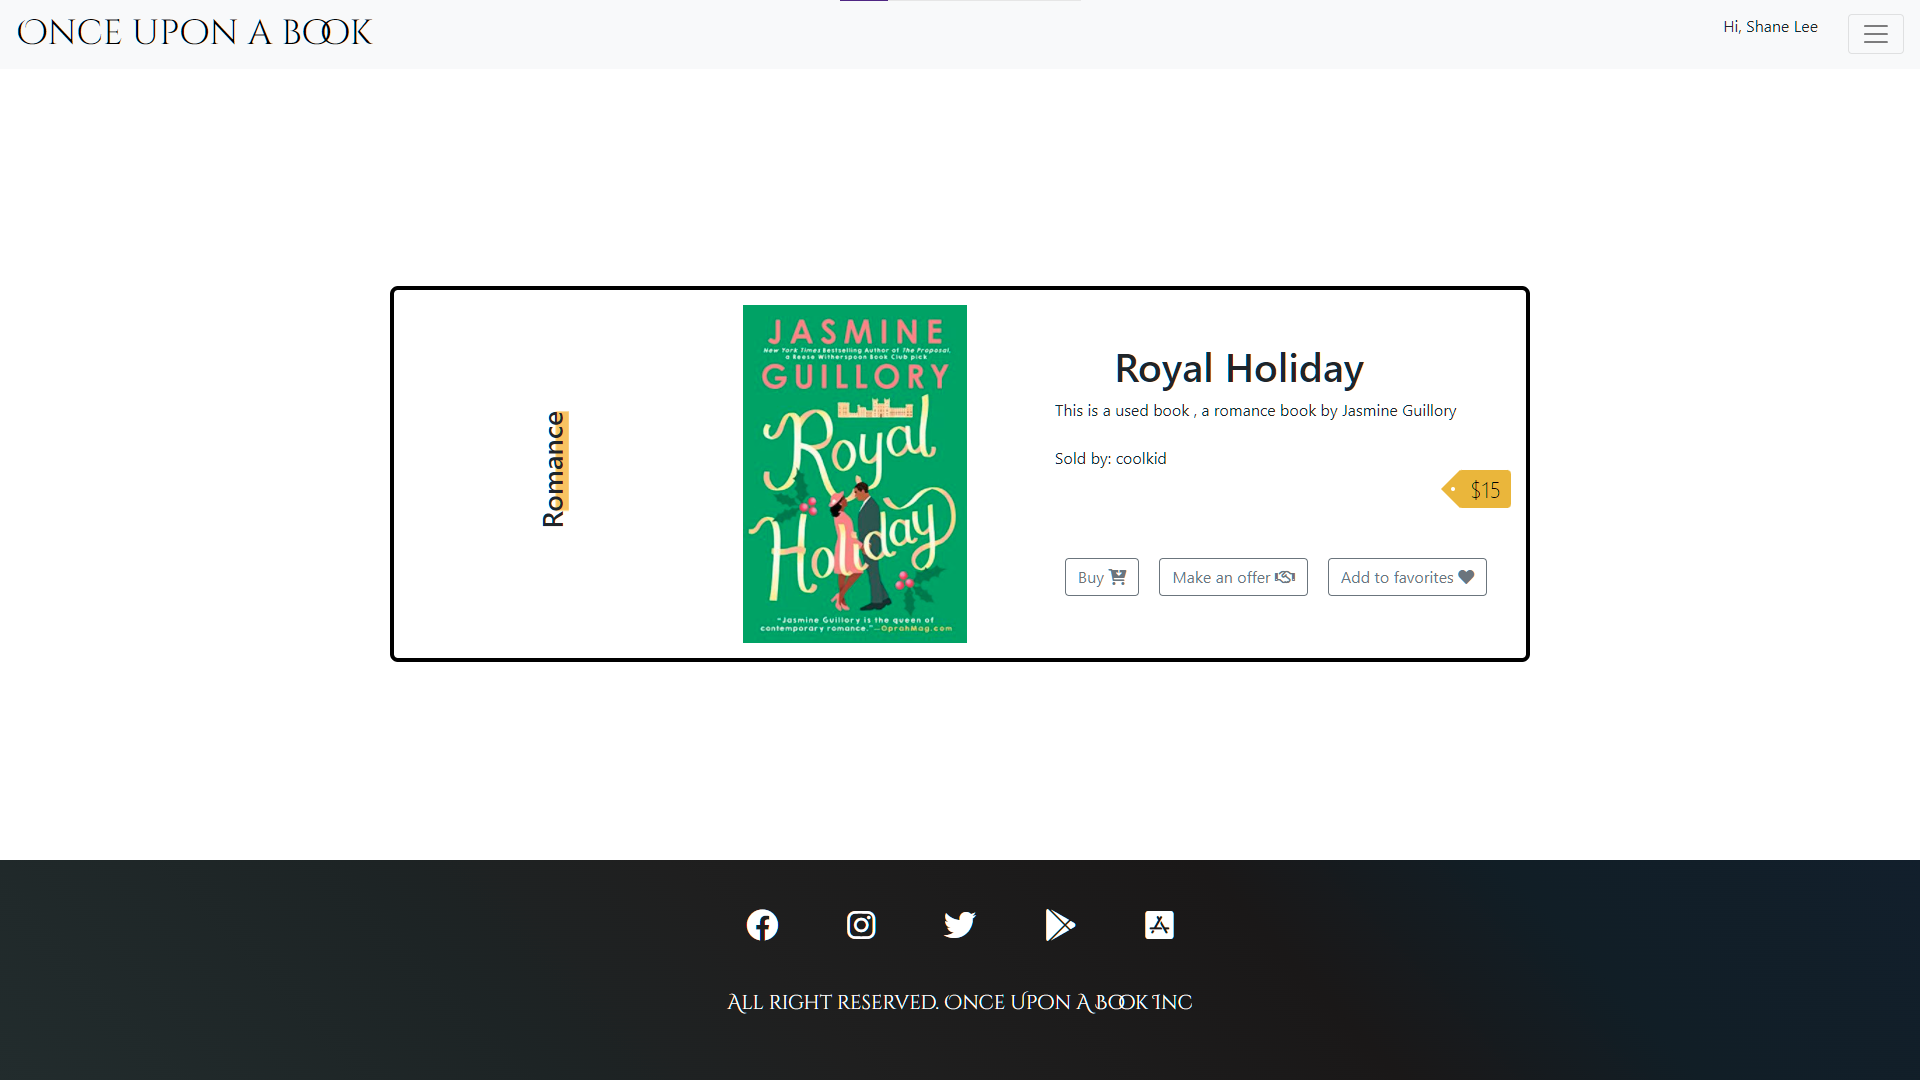 ONCE UPON A BOOK
Hi, Shane Lee
Romance
JASMINE
New York Times Bestselling Author of The Proposal,
a Reese Witherspoon Book Club pick
GUILLORY
Royal
Holiday
"Jasmine Guillory is the queen of
contemporary romance."—OprahMag.com
Royal Holiday
This is a used book , a romance book by Jasmine Guillory
Sold by: coolkid
$15
Buy
Make an offer
Add to favorites
ALL RIGHT RESERVED. ONCE UPON A BOOK INC